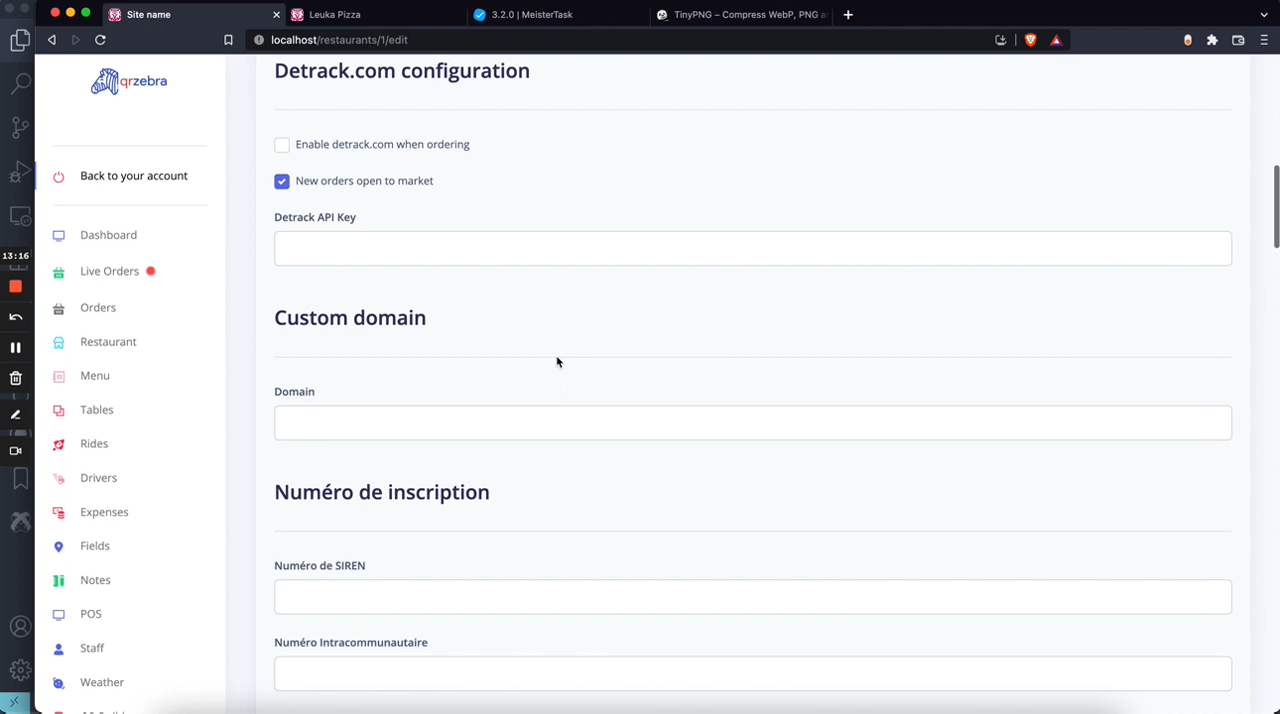 Site name
Leuka Pizza
3.2.0 | MeisterTask
TinyPNG – Compress WebP, PNG a
localhost/restaurants/1/edit
qrzebra
Back to your account
Dashboard
Live Orders
Orders
Restaurant
Menu
Tables
Rides
Drivers
Expenses
Fields
Notes
POS
Staff
Weather
13:16
Detrack.com configuration
Enable detrack.com when ordering
New orders open to market
Detrack API Key
Custom domain
Domain
Numéro de inscription
Numéro de SIREN
Numéro Intracommunautaire